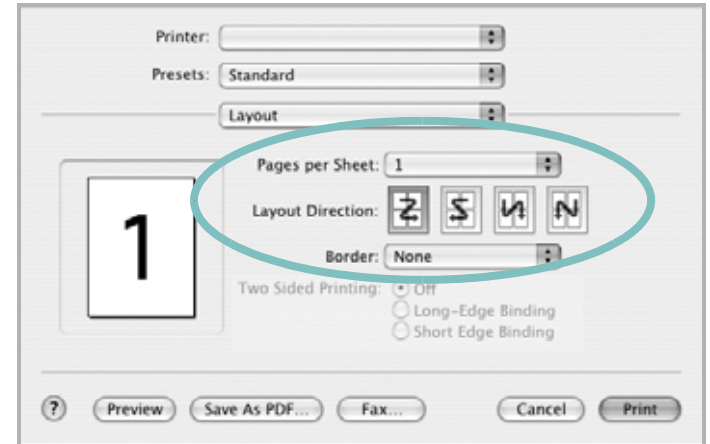 Printer:
Presets: Standard
Layout
Pages per Sheet: 1
Layout Direction:
Border: None
Two Sided Printing: Off
Long-Edge Binding
Short Edge Binding
1
? Preview Save As PDF... Fax... Cancel Print